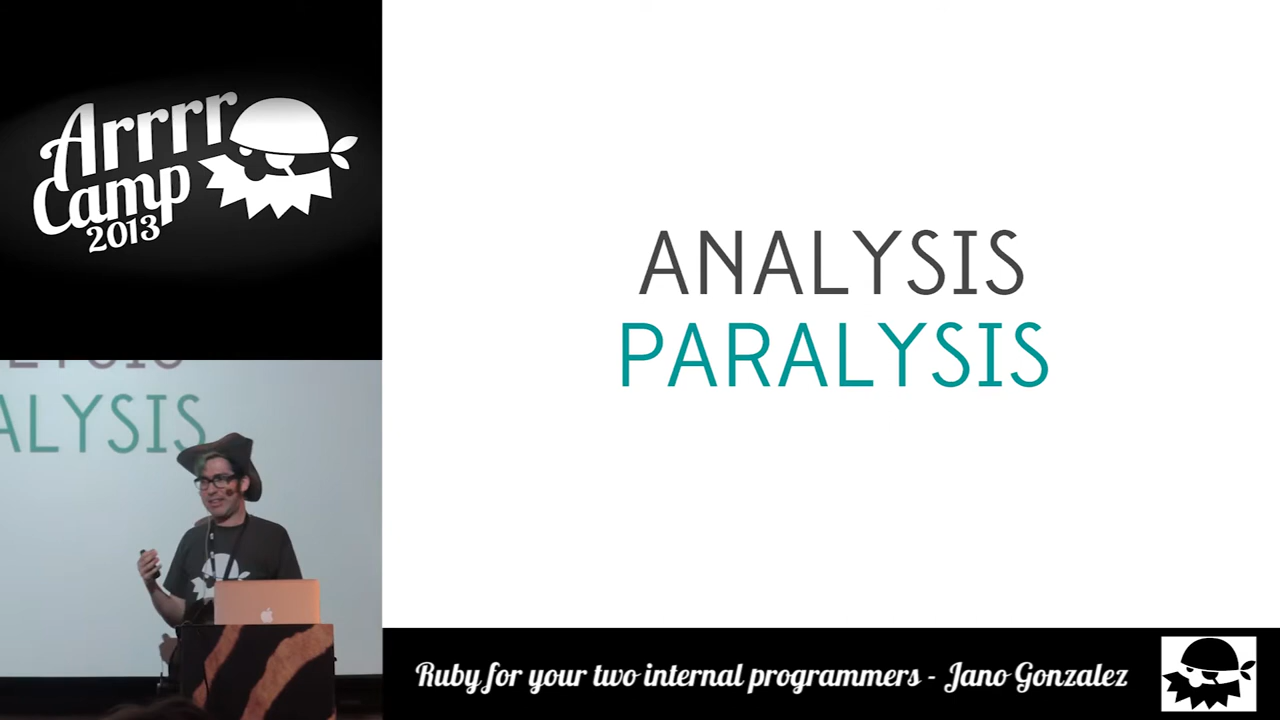 Arrrr
Camp
2013
ANALYSIS
PARALYSIS
ALYSIS
Ruby for your two internal programmers - Jano Gonzalez